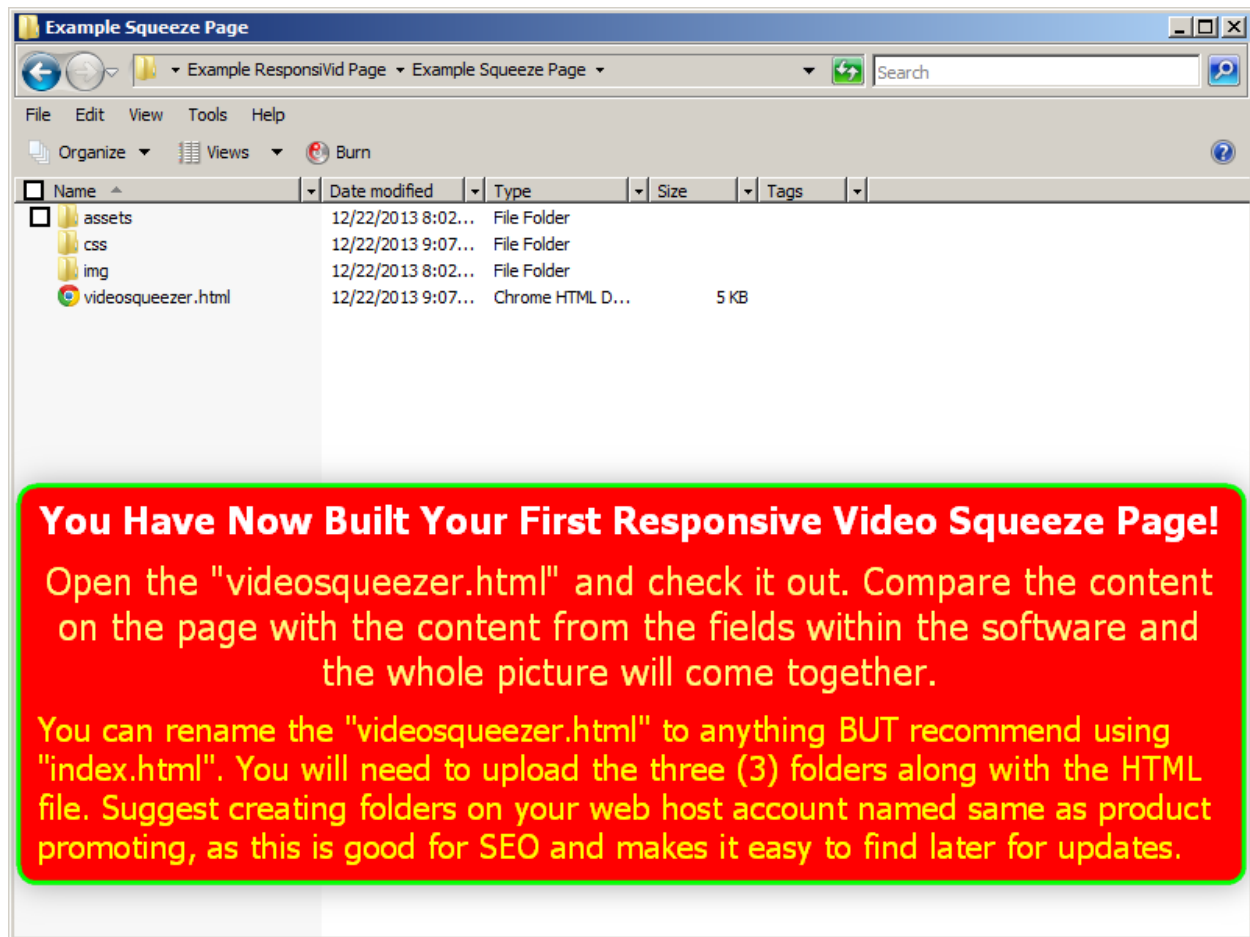 Example Squeeze Page
Example ResponsiVid Page Example Squeeze Page
Search
File Edit View Tools Help
Organize Views Burn
Name Date modified Type Size Tags
assets 12/22/2013 8:02... File Folder
css 12/22/2013 9:07... File Folder
img 12/22/2013 8:02... File Folder
videosqueezer.html 12/22/2013 9:07... Chrome HTML D... 5 KB
You Have Now Built Your First Responsive Video Squeeze Page!
Open the "videosqueezer.html" and check it out. Compare the content
on the page with the content from the fields within the software and
the whole picture will come together.
You can rename the "videosqueezer.html" to anything BUT recommend using
"index.html". You will need to upload the three (3) folders along with the HTML
file. Suggest creating folders on your web host account named same as product
promoting, as this is good for SEO and makes it easy to find later for updates.